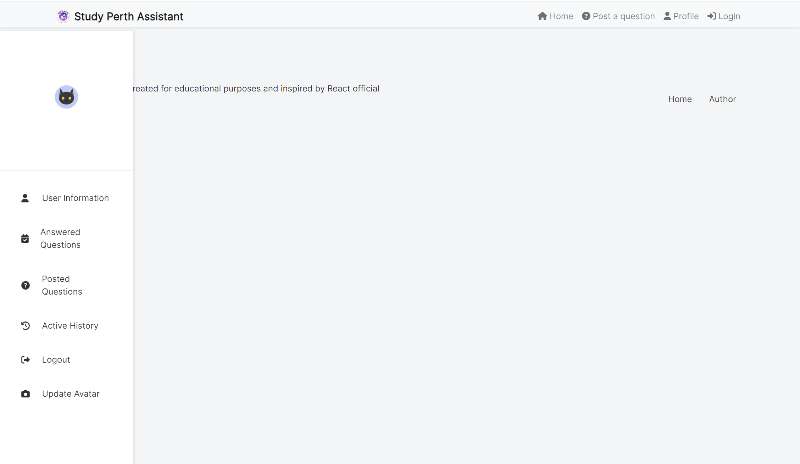 Study Perth Assistant
Home Post a question Profile Login
reated for educational purposes and inspired by React official
Home Author
User Information
Answered
Questions
Posted
Questions
Active History
Logout
Update Avatar